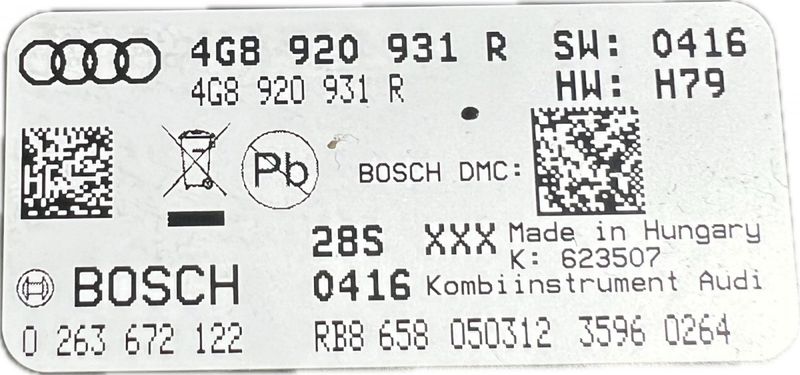 4G8 920 931 R SW: 0416
4G8 920 931 R HW: H79
Pb BOSCH DMC:
28S XXX Made in Hungary
K: 623507
BOSCH 0416 Kombiinstrument Audi
0 263 672 122 RB8 658 050312 3596 0264